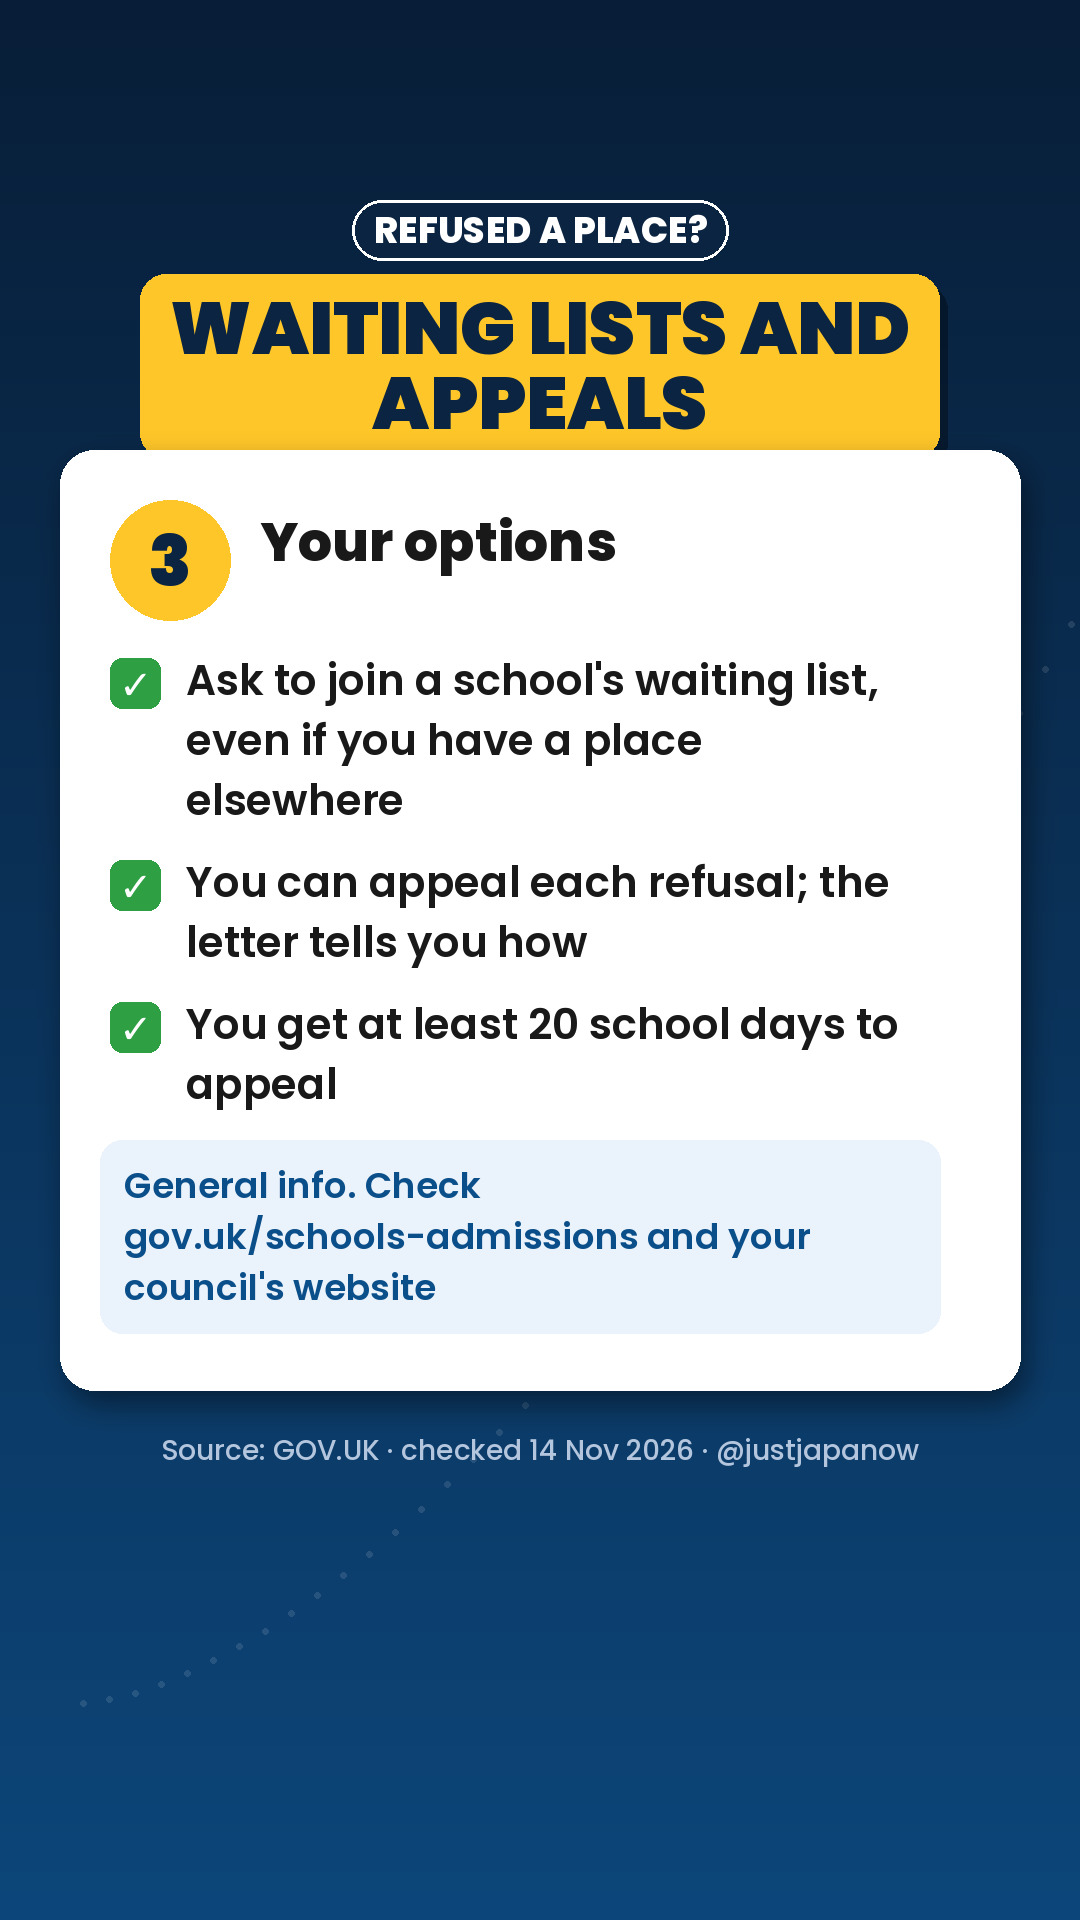 REFUSED A PLACE?
WAITING LISTS AND
APPEALS
3
Your options
✓ Ask to join a school's waiting list,
even if you have a place
elsewhere
✓ You can appeal each refusal; the
letter tells you how
✓ You get at least 20 school days to
appeal
General info. Check
gov.uk/schools-admissions and your
council's website
Source: GOV.UK · checked 14 Nov 2026 · @justjapanow